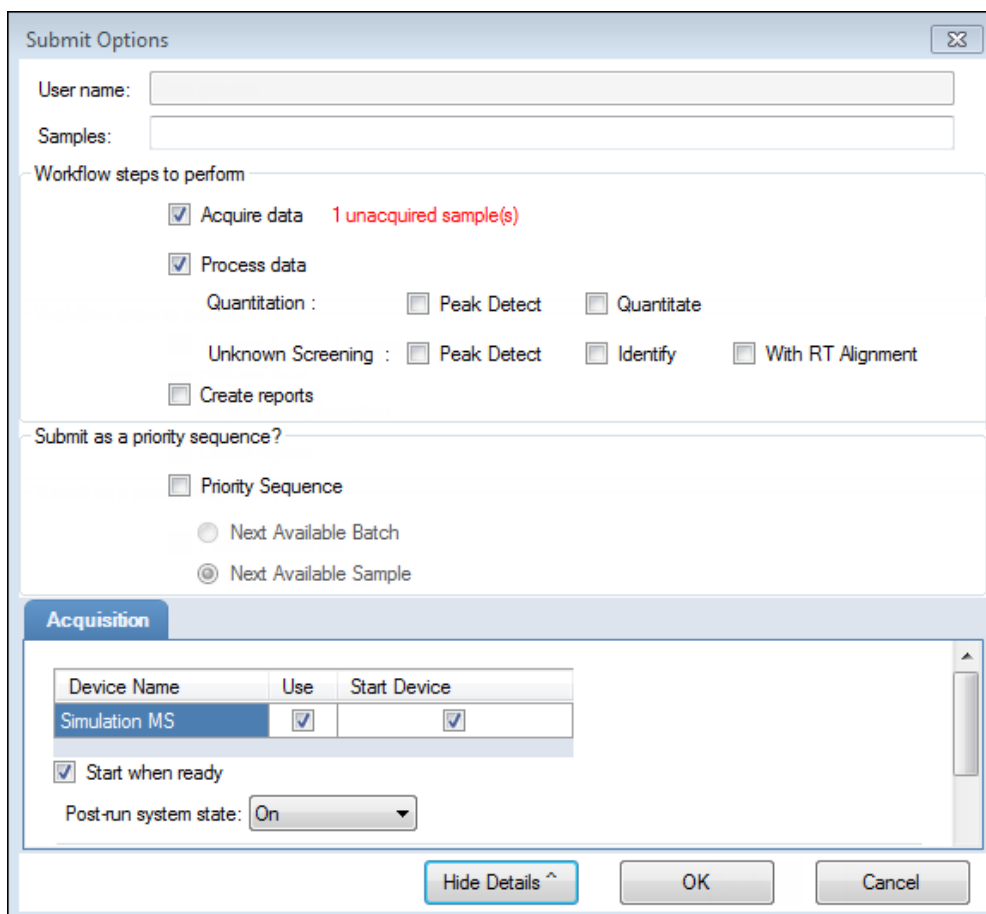 Submit Options
User name:
Samples:
Workflow steps to perform
Acquire data 1 unacquired sample(s)
Process data
Quantitation : Peak Detect Quantitate
Unknown Screening : Peak Detect Identify With RT Alignment
Create reports
Submit as a priority sequence?
Priority Sequence
Next Available Batch
Next Available Sample
Acquisition
Device Name Use Start Device
Simulation MS
Start when ready
Post-run system state: On
Hide Details ^ OK Cancel